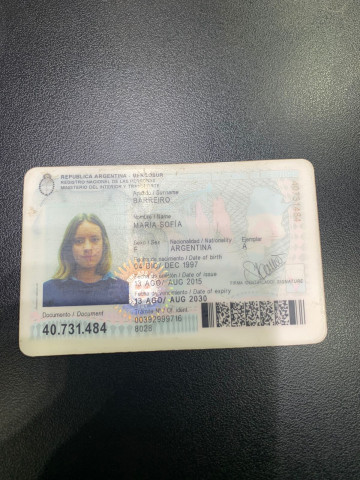 REPUBLICA ARGENTINA - MERCOSUR
REGISTRO NACIONAL DE LAS PERSONAS
MINISTERIO DEL INTERIOR Y TRANSPORTE
Apellido / Surname
BARREIRO
Nombre / Name
MARIA SOFIA
Sexo / Sex Nacionalidad / Nationality Ejemplar
F ARGENTINA A
Fecha de nacimiento / Date of birth
04 DIC/ DEC 1997
Fecha de emisión / Date of issue
13 AGO/ AUG 2015
Fecha de vencimiento / Date of expiry
13 AGO/ AUG 2030
FIRMA IDENTIFICADO / SIGNATURE
Documento / Document
40.731.484
Trámite Nº / Of. ident.
00392999716
8026